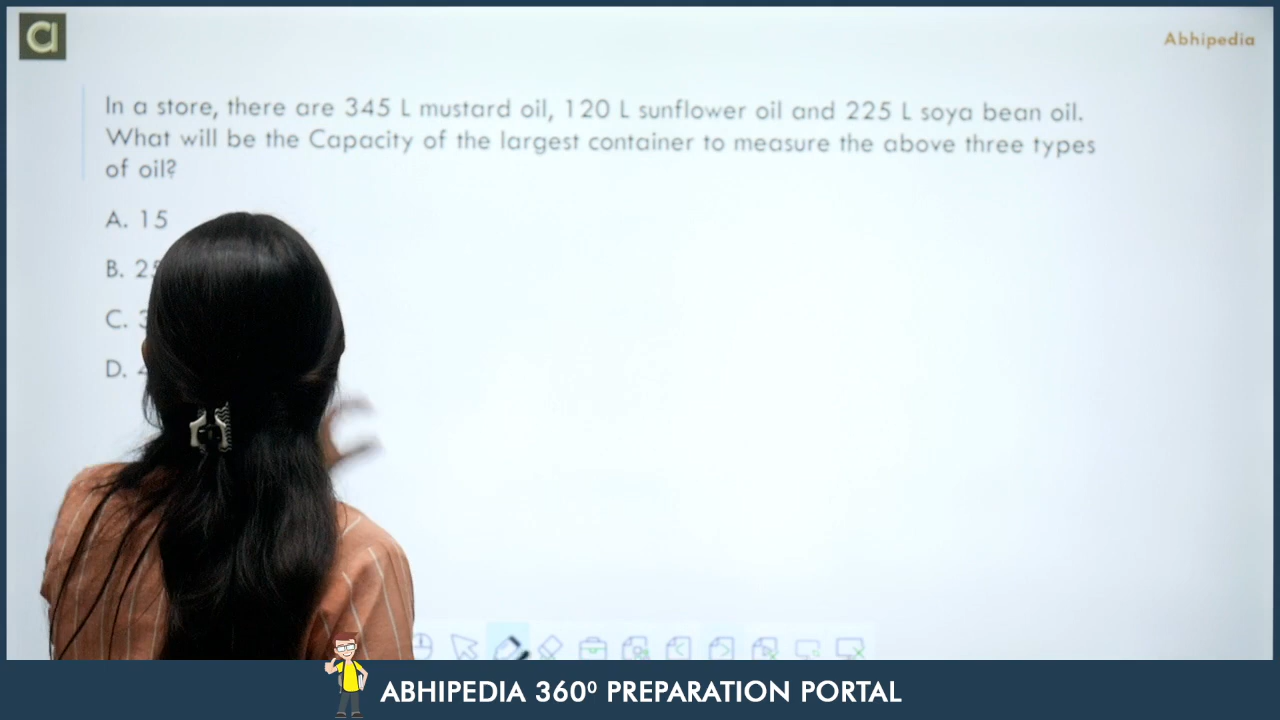 a
Abhipedia
In a store, there are 345 L mustard oil, 120 L sunflower oil and 225 L soya bean oil.
What will be the Capacity of the largest container to measure the above three types
of oil?
A. 15
B.
C.
D.
ABHIPEDIA 360⁰ PREPARATION PORTAL